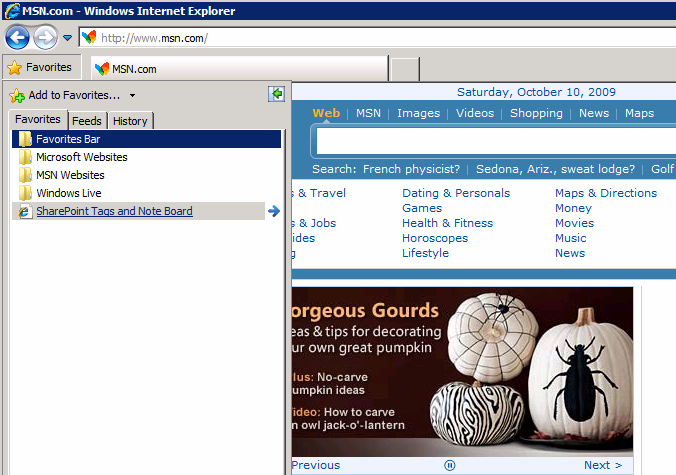 MSN.com - Windows Internet Explorer
http://www.msn.com/
Favorites
MSN.com
Add to Favorites...
Favorites Feeds History
Favorites Bar
Microsoft Websites
MSN Websites
Windows Live
SharePoint Tags and Note Board
Saturday, October 10, 2009
Web | MSN | Images | Videos | Shopping | News | Maps
Search: French physicist? | Sedona, Ariz., sweat lodge? | Golf
s & Travel
s & Jobs
ides
g
Dating & Personals
Games
Health & Fitness
Horoscopes
Lifestyle
Maps & Directions
Money
Movies
Music
News
orgeous Gourds
eas & tips for decorating
ur own great pumpkin
lus: No-carve
umpkin ideas
ideo: How to carve
n owl jack-o'-lantern
Previous
Next >